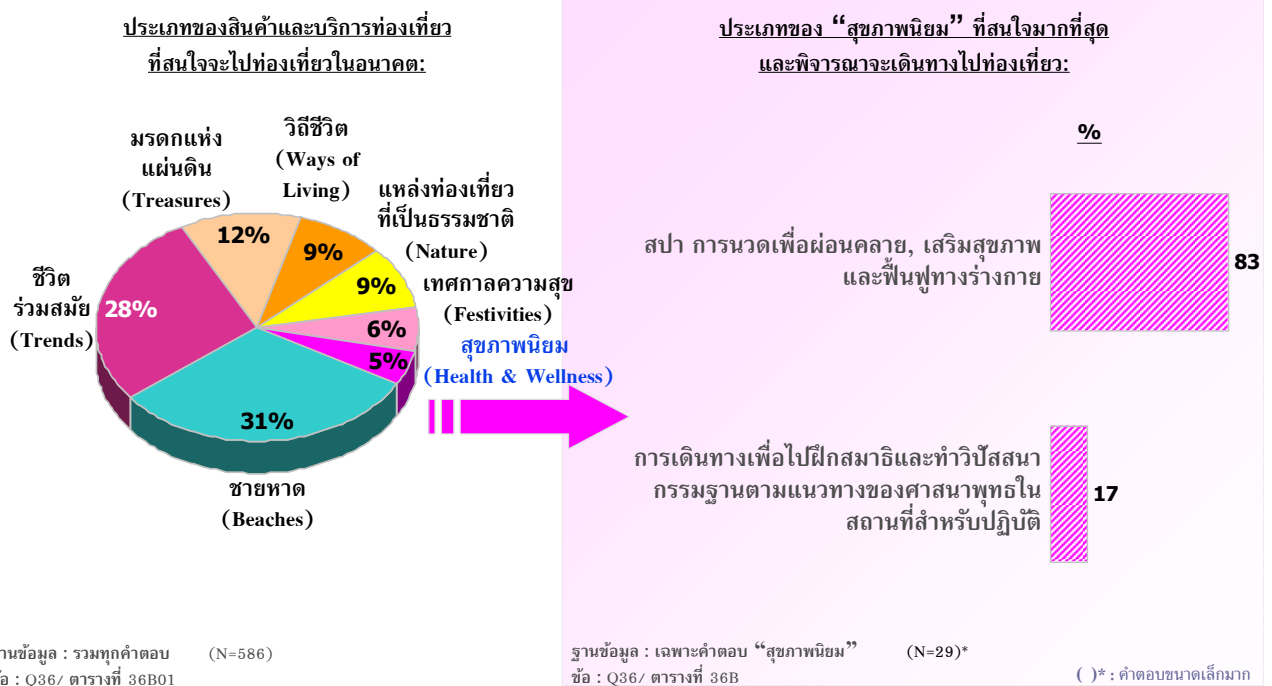 ประเภทของสินค้าและบริการท่องเที่ยว
ที่สนใจจะไปท่องเที่ยวในอนาคต:
มรดกแห่ง
แผ่นดิน
(Treasures)
วิถีชีวิต
(Ways of
Living)
แหล่งท่องเที่ยว
ที่เป็นธรรมชาติ
(Nature)
เทศกาลความสุข
(Festivities)
สุขภาพนิยม
(Health & Wellness)
ชีวิต
ร่วมสมัย
(Trends)
12%
9%
9%
6%
5%
28%
31%
ชายหาด
(Beaches)
านข้อมูล : รวมทุกคำตอบ (N=586)
อ : Q36/ ตารางที่ 36B01
ประเภทของ “สุขภาพนิยม” ที่สนใจมากที่สุด
และพิจารณาจะเดินทางไปท่องเที่ยว:
%
สปา การนวดเพื่อผ่อนคลาย, เสริมสุขภาพ
และฟื้นฟูทางร่างกาย
83
การเดินทางเพื่อไปฝึกสมาธิและทำวิปัสสนา
กรรมฐานตามแนวทางของศาสนาพุทธใน
สถานที่สำหรับปฏิบัติ
17
ฐานข้อมูล : เฉพาะคำตอบ “สุขภาพนิยม” (N=29)*
ข้อ : Q36/ ตารางที่ 36B
( )* : คำตอบขนาดเล็กมาก